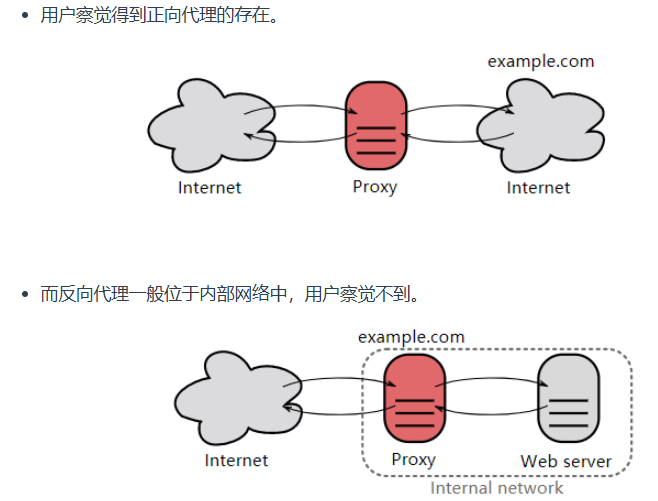 用户察觉得到正向代理的存在。
example.com
Internet
Proxy
Internet
而反向代理一般位于内部网络中，用户察觉不到。
example.com
Internet
Proxy
Web server
Internal network